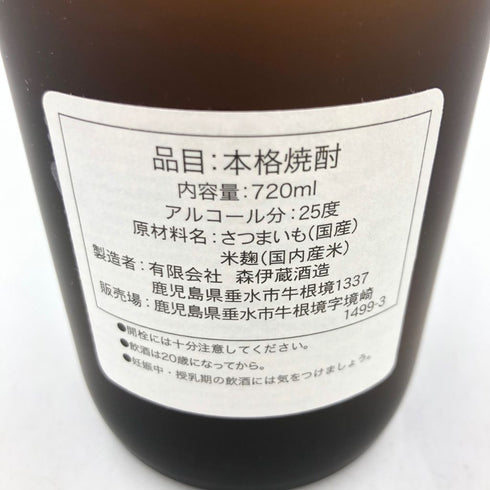 品目：本格焼酎
内容量：720ml
アルコール分：25度
原材料名：さつまいも(国産)
米麹(国内産米)
製造者：有限会社　森伊蔵酒造
鹿児島県垂水市牛根境1337
販売場：鹿児島県垂水市牛根境字境崎
1499-3
●開栓には十分注意してください。
●飲酒は20歳になってから。
●妊娠中・授乳期の飲酒には気をつけましょう。